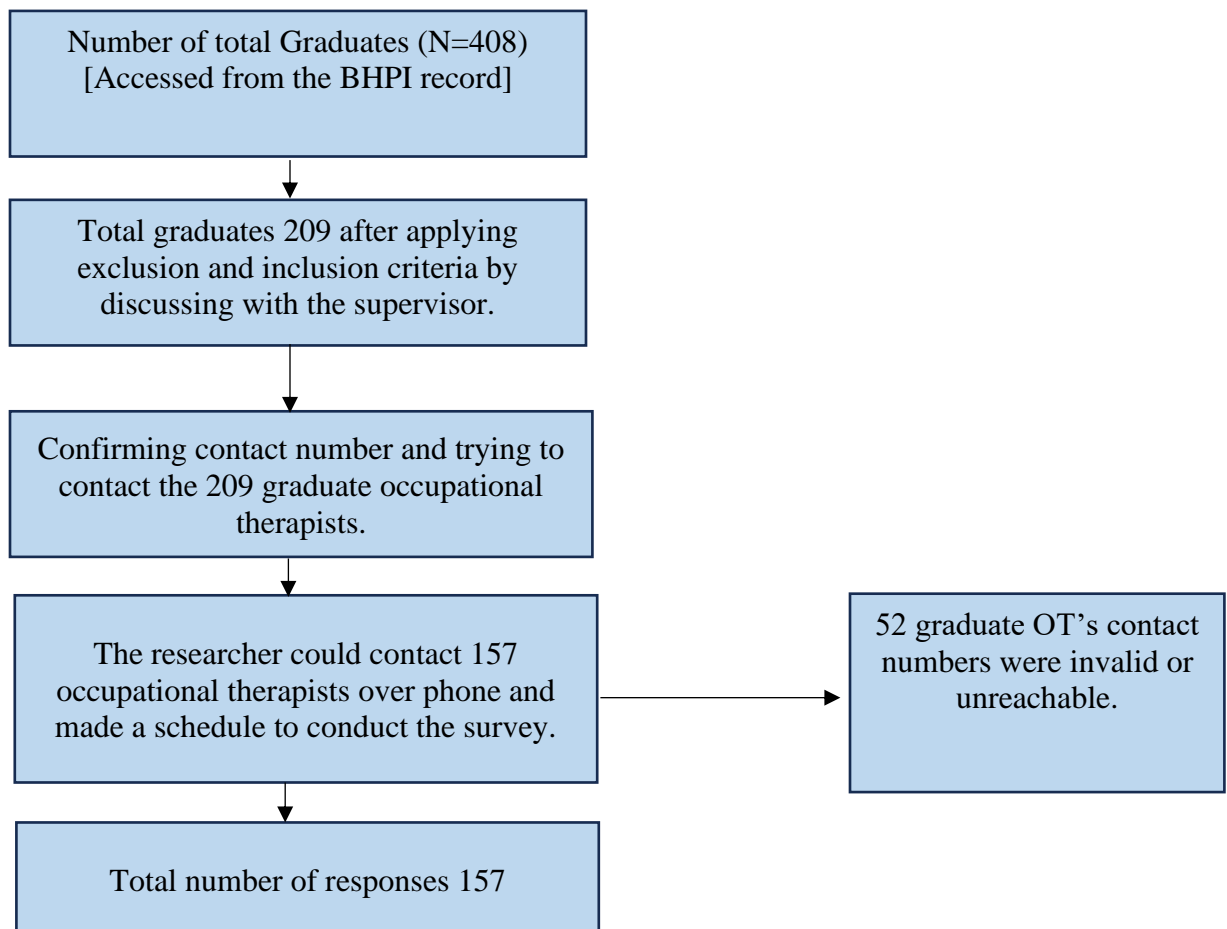 Number of total Graduates (N=408)
[Accessed from the BHPI record]
Total graduates 209 after applying
exclusion and inclusion criteria by
discussing with the supervisor.
Confirming contact number and trying to
contact the 209 graduate occupational
therapists.
The researcher could contact 157
occupational therapists over phone and
made a schedule to conduct the survey.
52 graduate OT’s contact
numbers were invalid or
unreachable.
Total number of responses 157